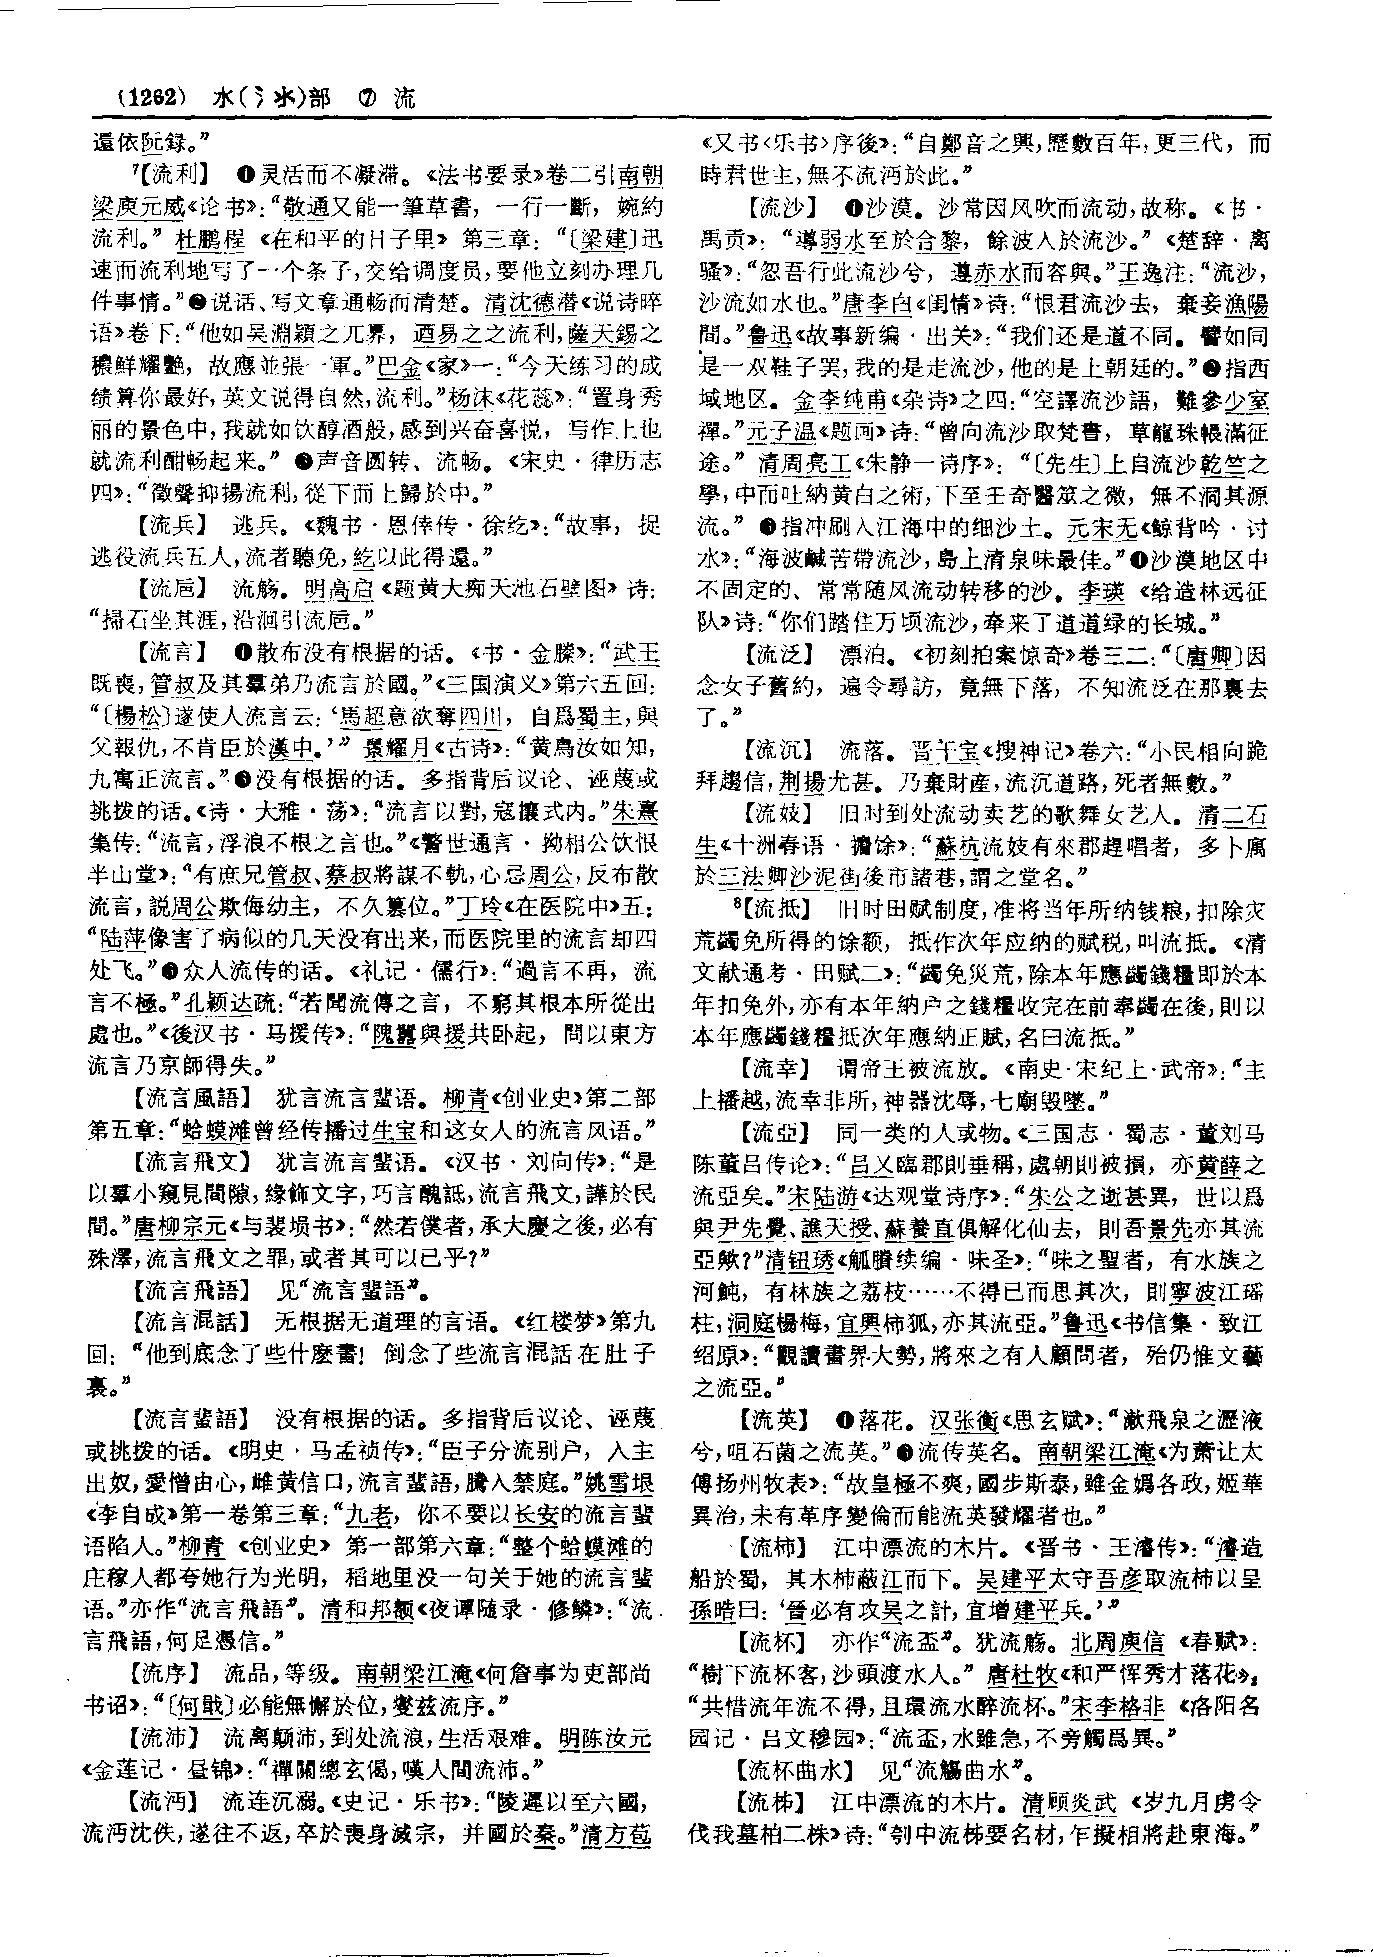 (1262) 水(氵氺)部 ⑦ 流
還依阮録。”
⁷【流利】 ❶灵活而不凝滞。《法书要录》卷二引南朝
梁庾元威《论书》：“敬通又能一筆草書，一行一斷，婉約
流利。”杜鹏程《在和平的日子里》第三章：“〔梁建〕迅
速而流利地写了一个条子，交给调度员，要他立刻办理几
件事情。”❷说话、写文章通畅而清楚。清沈德潜《说诗晬
语》卷下：“他如吴淵穎之兀奡，迺易之之流利，薩天錫之
穠鮮耀艷，故應並張一軍。”巴金《家》一：“今天练习的成
绩算你最好，英文说得自然，流利。”杨沫《花蕊》：“置身秀
丽的景色中，我就如饮醇酒般，感到兴奋喜悦，写作上也
就流利酣畅起来。”❸声音圆转、流畅。《宋史·律历志
四》：“徵聲抑揚流利，從下而上歸於中。”
【流兵】 逃兵。《魏书·恩倖传·徐纥》：“故事，捉
逃役流兵五人，流者聽免，紇以此得還。”
【流巵】 流觞。明高启《题黄大痴天池石壁图》诗：
“掃石坐其涯，沿洄引流巵。”
【流言】 ❶散布没有根据的话。《书·金縢》：“武王
既喪，管叔及其羣弟乃流言於國。”《三国演义》第六五回：
“〔楊松〕遂使人流言云：‘馬超意欲奪四川，自爲蜀主，與
父報仇，不肯臣於漢中。’”景耀月《古诗》：“黄鳥汝如知，
九寓正流言。”❷没有根据的话。多指背后议论、诬蔑或
挑拨的话。《诗·大雅·荡》：“流言以對，寇攘式内。”朱熹
集传：“流言，浮浪不根之言也。”《警世通言·拗相公饮恨
半山堂》：“有庶兄管叔、蔡叔將謀不軌，心忌周公，反布散
流言，説周公欺侮幼主，不久篡位。”丁玲《在医院中》五：
“陆萍像害了病似的几天没有出来，而医院里的流言却四
处飞。”❸众人流传的话。《礼记·儒行》：“過言不再，流
言不極。”孔颖达疏：“若聞流傳之言，不窮其根本所從出
處也。”《後汉书·马援传》：“隗囂與援共卧起，問以東方
流言乃京師得失。”
【流言風語】 犹言流言蜚语。柳青《创业史》第二部
第五章：“蛤蟆滩曾经传播过生宝和这女人的流言风语。”
【流言飛文】 犹言流言蜚语。《汉书·刘向传》：“是
以羣小窺見間隙，緣飾文字，巧言醜詆，流言飛文，譁於民
間。”唐柳宗元《与裴埙书》：“然若僕者，承大慶之後，必有
殊澤，流言飛文之罪，或者其可以已乎？”
【流言飛語】 见“流言蜚語”。
【流言混話】 无根据无道理的言语。《红楼梦》第九
回：“他到底念了些什麽書！倒念了些流言混話在肚子
裏。”
【流言蜚語】 没有根据的话。多指背后议论、诬蔑
或挑拨的话。《明史·马孟祯传》：“臣子分流别户，入主
出奴，愛憎由心，雌黄信口，流言蜚語，騰入禁庭。”姚雪垠
《李自成》第一卷第三章：“九老，你不要以长安的流言蜚
语陷人。”柳青《创业史》第一部第六章：“整个蛤蟆滩的
庄稼人都夸她行为光明，稻地里没一句关于她的流言蜚
语。”亦作“流言飛語”。清和邦额《夜谭随录·修鳞》：“流
言飛語，何足憑信。”
【流序】 流品，等级。南朝梁江淹《何詹事为吏部尚
书诏》：“〔何戢〕必能無懈於位，燮兹流序。”
【流沛】 流离颠沛，到处流浪，生活艰难。明陈汝元
《金莲记·昼锦》：“禪關總玄偈，嘆人間流沛。”
【流沔】 流连沉溺。《史记·乐书》：“陵遲以至六國，
流沔沈佚，遂往不返，卒於喪身滅宗，并國於秦。”清方苞
《又书〈乐书〉序後》：“自鄭音之興，歷數百年，更三代，而
時君世主，無不流沔於此。”
【流沙】 ❶沙漠。沙常因风吹而流动，故称。《书·
禹贡》：“導弱水至於合黎，餘波入於流沙。”《楚辞·离
骚》：“忽吾行此流沙兮，遵赤水而容與。”王逸注：“流沙，
沙流如水也。”唐李白《闺情》诗：“恨君流沙去，棄妾漁陽
間。”鲁迅《故事新编·出关》：“我们还是道不同。譬如同
是一双鞋子罢，我的是走流沙，他的是上朝廷的。”❷指西
域地区。金李纯甫《杂诗》之四：“空譯流沙語，難參少室
禪。”元子温《题画》诗：“曾向流沙取梵書，草龍珠帳滿征
途。”清周亮工《朱静一诗序》：“〔先生〕上自流沙乾竺之
學，中而吐納黄白之術，下至壬奇醫筮之微，無不洞其源
流。”❸指冲刷入江海中的细沙土。元宋无《鲸背吟·讨
水》：“海波鹹苦帶流沙，島上清泉味最佳。”❹沙漠地区中
不固定的、常常随风流动转移的沙。李瑛《给造林远征
队》诗：“你们踏住万顷流沙，牵来了道道绿的长城。”
【流泛】 漂泊。《初刻拍案惊奇》卷三二：“〔唐卿〕因
念女子舊約，遍令尋訪，竟無下落，不知流泛在那裏去
了。”
【流沉】 流落。晋干宝《搜神记》卷六：“小民相向跪
拜趨信，荆揚尤甚。乃棄財産，流沉道路，死者無數。”
【流妓】 旧时到处流动卖艺的歌舞女艺人。清二石
生《十洲春语·攟馀》：“蘇杭流妓有來郡趕唱者，多卜寓
於三法卿沙泥街後市諸巷，謂之堂名。”
⁸【流抵】 旧时田赋制度，准将当年所纳钱粮，扣除灾
荒蠲免所得的馀额，抵作次年应纳的赋税，叫流抵。《清
文献通考·田赋二》：“蠲免災荒，除本年應蠲錢糧即於本
年扣免外，亦有本年納户之錢糧收完在前奉蠲在後，則以
本年應蠲錢糧抵次年應納正賦，名曰流抵。”
【流幸】 谓帝王被流放。《南史·宋纪上·武帝》：“主
上播越，流幸非所，神器沈辱，七廟毁墜。”
【流亞】 同一类的人或物。《三国志·蜀志·董刘马
陈董吕传论》：“吕乂臨郡則垂稱，處朝則被損，亦黄薛之
流亞矣。”宋陆游《达观堂诗序》：“朱公之逝甚異，世以爲
與尹先覺、譙天授、蘇養直俱解化仙去，則吾景先亦其流
亞歟？”清钮琇《觚賸续编·味圣》：“味之聖者，有水族之
河魨，有林族之荔枝……不得已而思其次，則寧波江瑶
柱，洞庭楊梅，宜興柿狐，亦其流亞。”鲁迅《书信集·致江
绍原》：“觀讀書界大勢，將來之有人顧問者，殆仍惟文藝
之流亞。”
【流英】 ❶落花。汉张衡《思玄赋》：“漱飛泉之瀝液
兮，咀石菌之流英。”❷流传英名。南朝梁江淹《为萧让太
傅扬州牧表》：“故皇極不爽，國步斯泰，雖金嬀各政，姬華
異治，未有革序變倫而能流英發耀者也。”
【流杮】 江中漂流的木片。《晋书·王濬传》：“濬造
船於蜀，其木杮蔽江而下。吴建平太守吾彦取流杮以呈
孫晧曰：‘晉必有攻吴之計，宜增建平兵。’”
【流杯】 亦作“流盃”。犹流觞。北周庾信《春赋》：
“樹下流杯客，沙頭渡水人。”唐杜牧《和严恽秀才落花》：
“共惜流年流不得，且環流水醉流杯。”宋李格非《洛阳名
园记·吕文穆园》：“流盃，水雖急，不旁觸爲異。”
【流杯曲水】 见“流觴曲水”。
【流柹】 江中漂流的木片。清顾炎武《岁九月虏令
伐我墓柏二株》诗：“刳中流柹要名材，乍擬相將赴東海。”